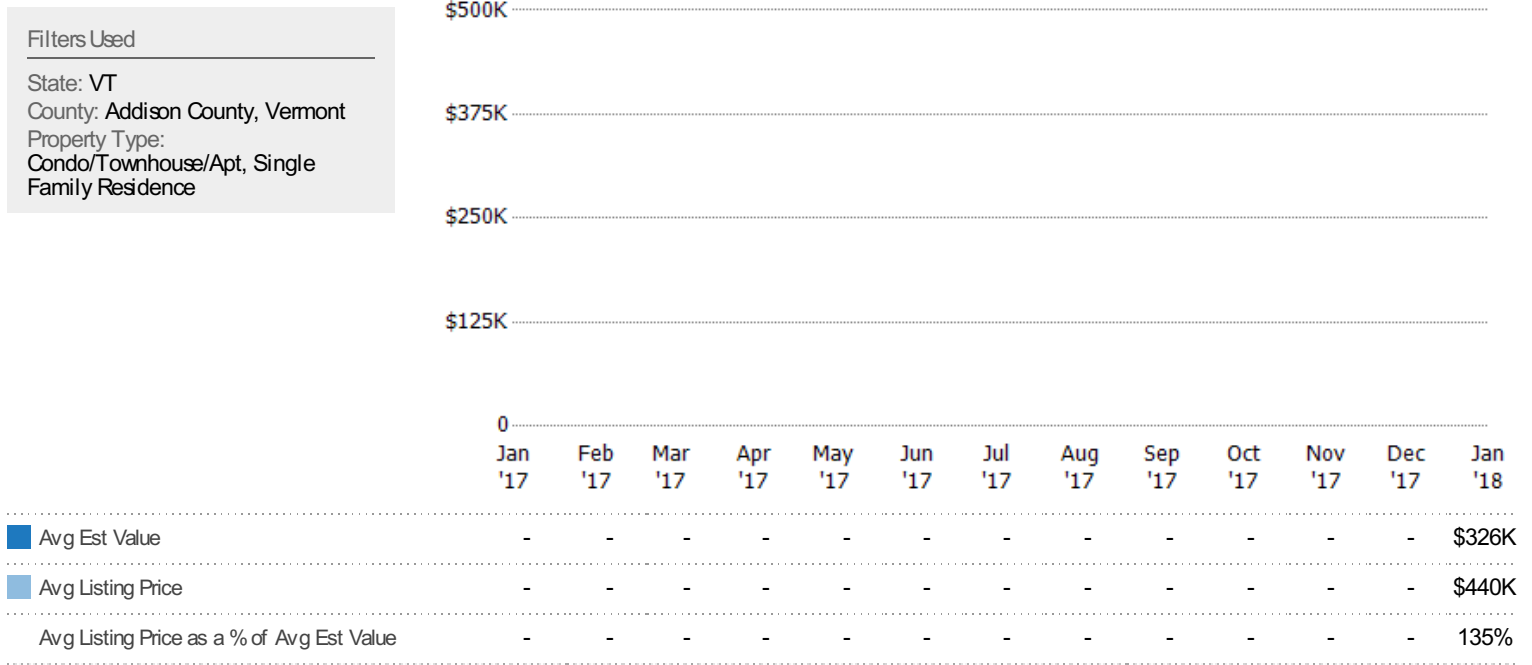 Filters Used
State: VT
County: Addison County, Vermont
Property Type:
Condo/Townhouse/Apt, Single
Family Residence
$500K
$375K
$250K
$125K
0
Jan Feb Mar Apr May Jun Jul Aug Sep Oct Nov Dec Jan
'17 '17 '17 '17 '17 '17 '17 '17 '17 '17 '17 '17 '18
Avg Est Value - - - - - - - - - - - - $326K
Avg Listing Price - - - - - - - - - - - - $440K
Avg Listing Price as a % of Avg Est Value - - - - - - - - - - - - 135%